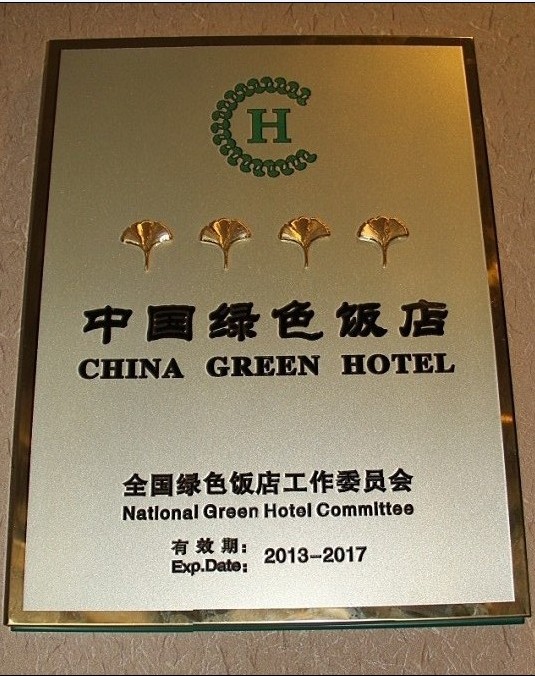 H
中国绿色饭店
CHINA GREEN HOTEL
全国绿色饭店工作委员会
National Green Hotel Committee
有效期:
Exp.Date: 2013-2017